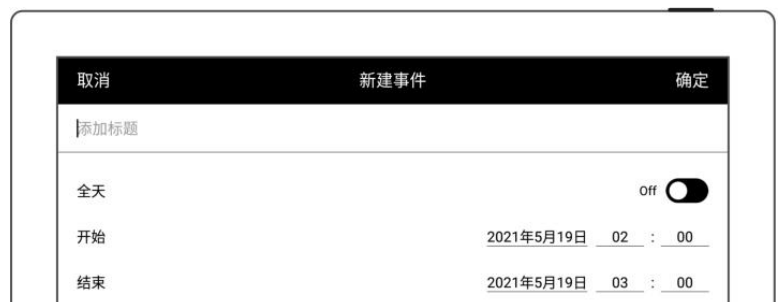 取消 新建事件 确定
添加标题
全天 Off
开始 2021年5月19日 02 : 00
结束 2021年5月19日 03 : 00